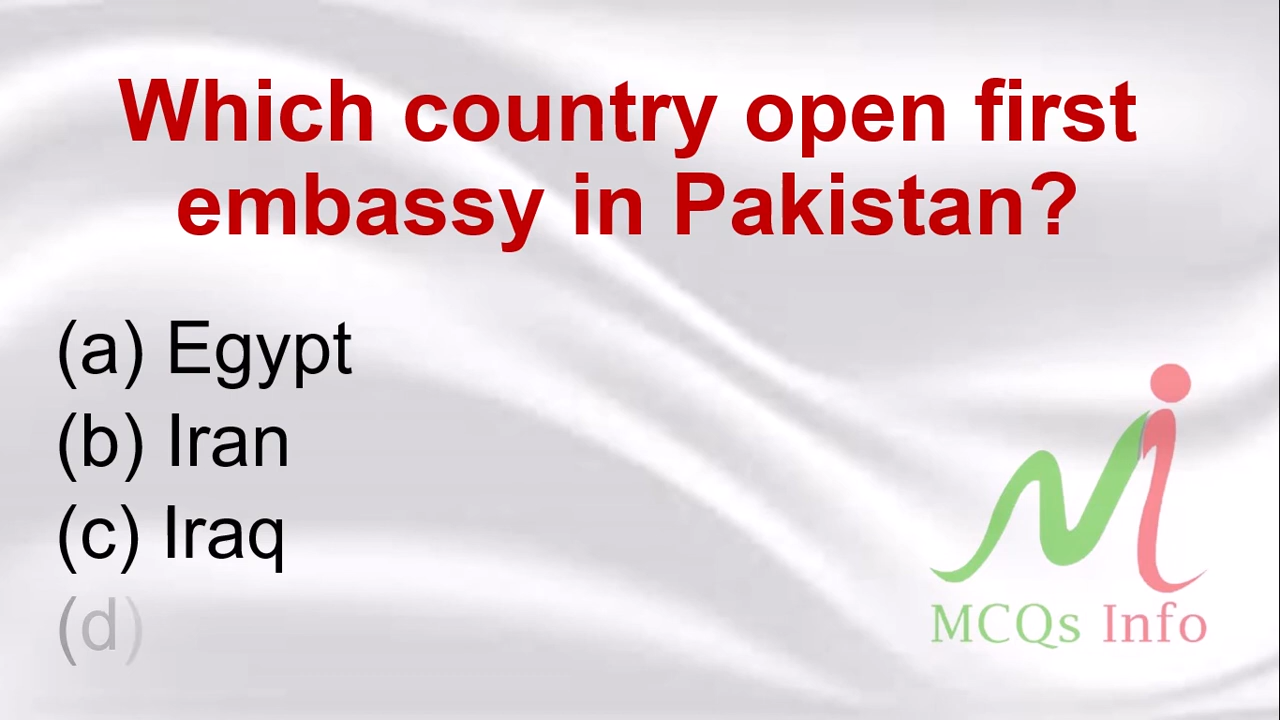 Which country open first
embassy in Pakistan?
(a) Egypt
(b) Iran
(c) Iraq
(d)
MCQs Info